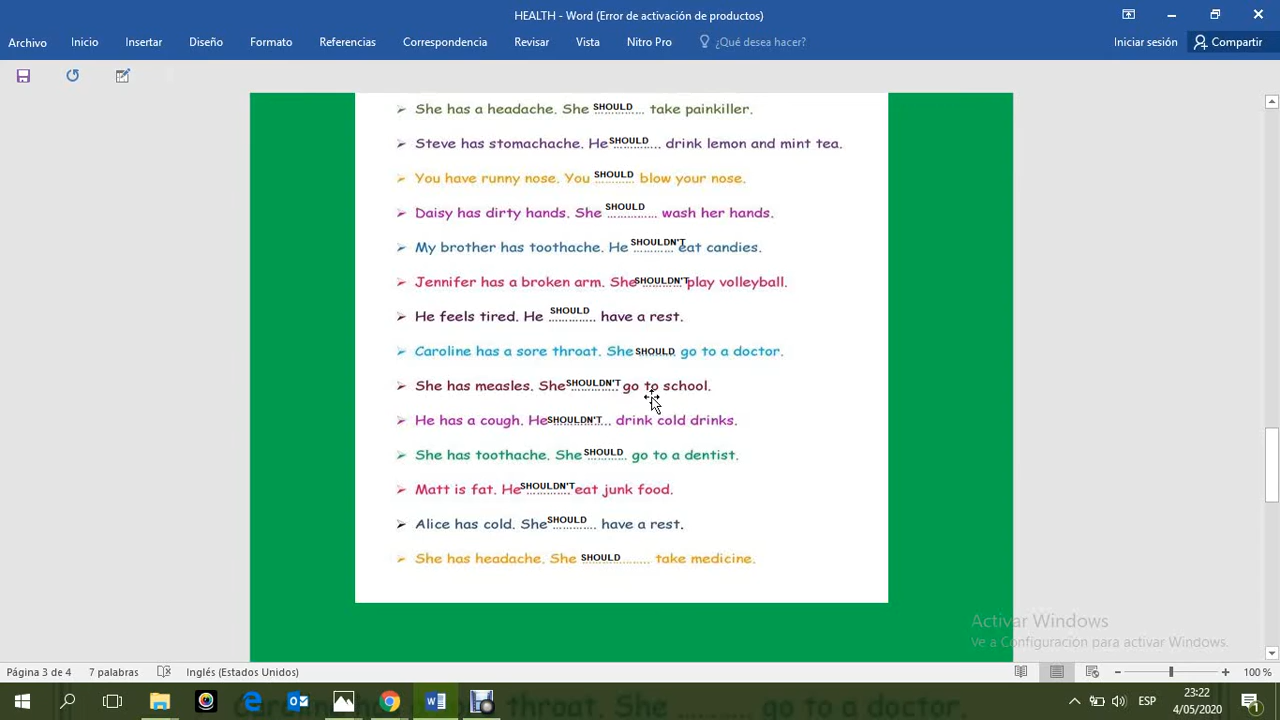 HEALTH - Word (Error de activación de productos)
Archivo Inicio Insertar Diseño Formato Referencias Correspondencia Revisar Vista Nitro Pro ¿Qué desea hacer? Iniciar sesión Compartir
She has a headache. She SHOULD take painkiller.
Steve has stomachache. He SHOULD drink lemon and mint tea.
You have runny nose. You SHOULD blow your nose.
Daisy has dirty hands. She SHOULD wash her hands.
My brother has toothache. He SHOULDN'T eat candies.
Jennifer has a broken arm. She SHOULDN'T play volleyball.
He feels tired. He SHOULD have a rest.
Caroline has a sore throat. She SHOULD go to a doctor.
She has measles. She SHOULDN'T go to school.
He has a cough. He SHOULDN'T drink cold drinks.
She has toothache. She SHOULD go to a dentist.
Matt is fat. He SHOULDN'T eat junk food.
Alice has cold. She SHOULD have a rest.
She has headache. She SHOULD take medicine.
Activar Windows
Ve a Configuración para activar Windows.
Página 3 de 4 7 palabras Inglés (Estados Unidos) 100 %
ESP
23:22
4/05/2020
throat. She go to a doctor.